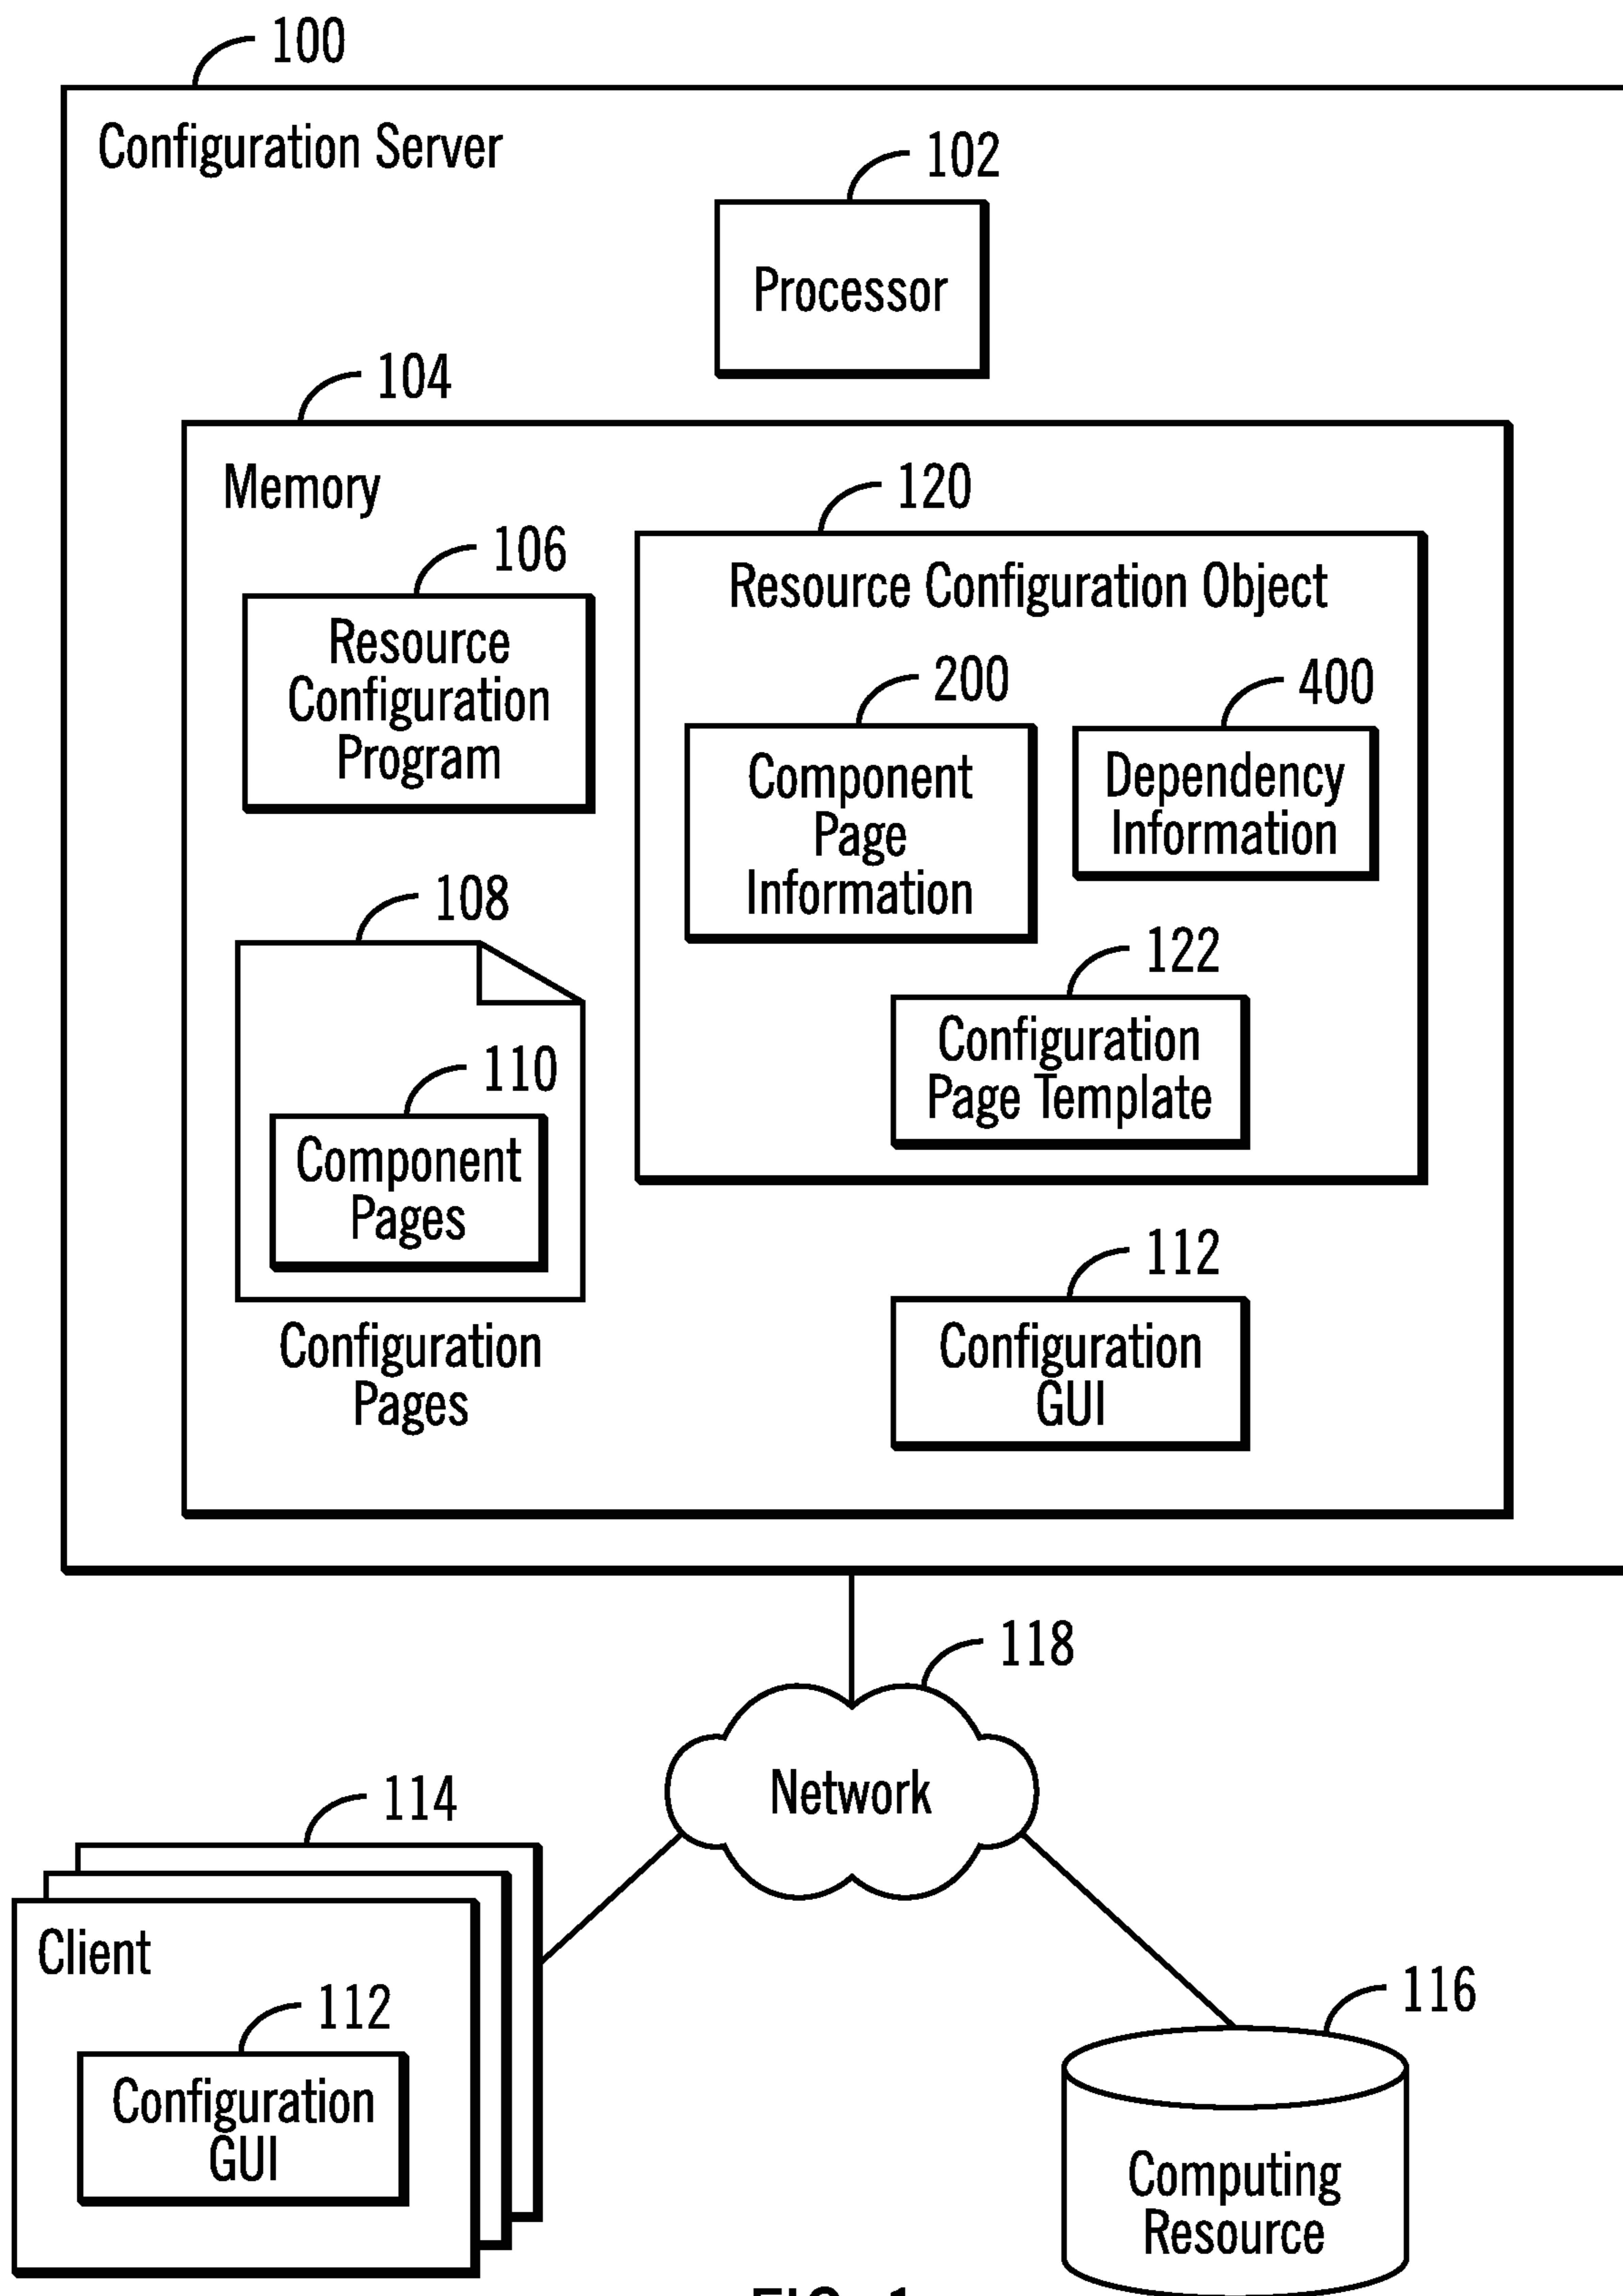 100
Configuration Server
102
Processor
104
Memory
120
106
Resource Configuration Object
Resource
Configuration
Program
200
400
Component
Page
Information
Dependency
Information
108
122
Configuration
Page Template
110
Component
Pages
112
Configuration
Pages
Configuration
GUI
118
Network
114
Client
112
Configuration
GUI
116
Computing
Resource